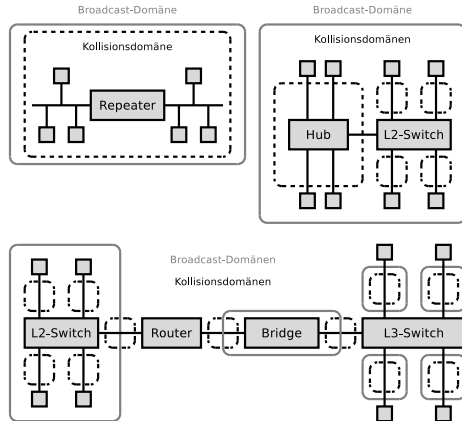 Broadcast-Domäne
Broadcast-Domäne
Kollisionsdomäne
Kollisionsdomänen
Repeater
Hub
L2-Switch
Broadcast-Domänen
Kollisionsdomänen
L2-Switch
Router
Bridge
L3-Switch